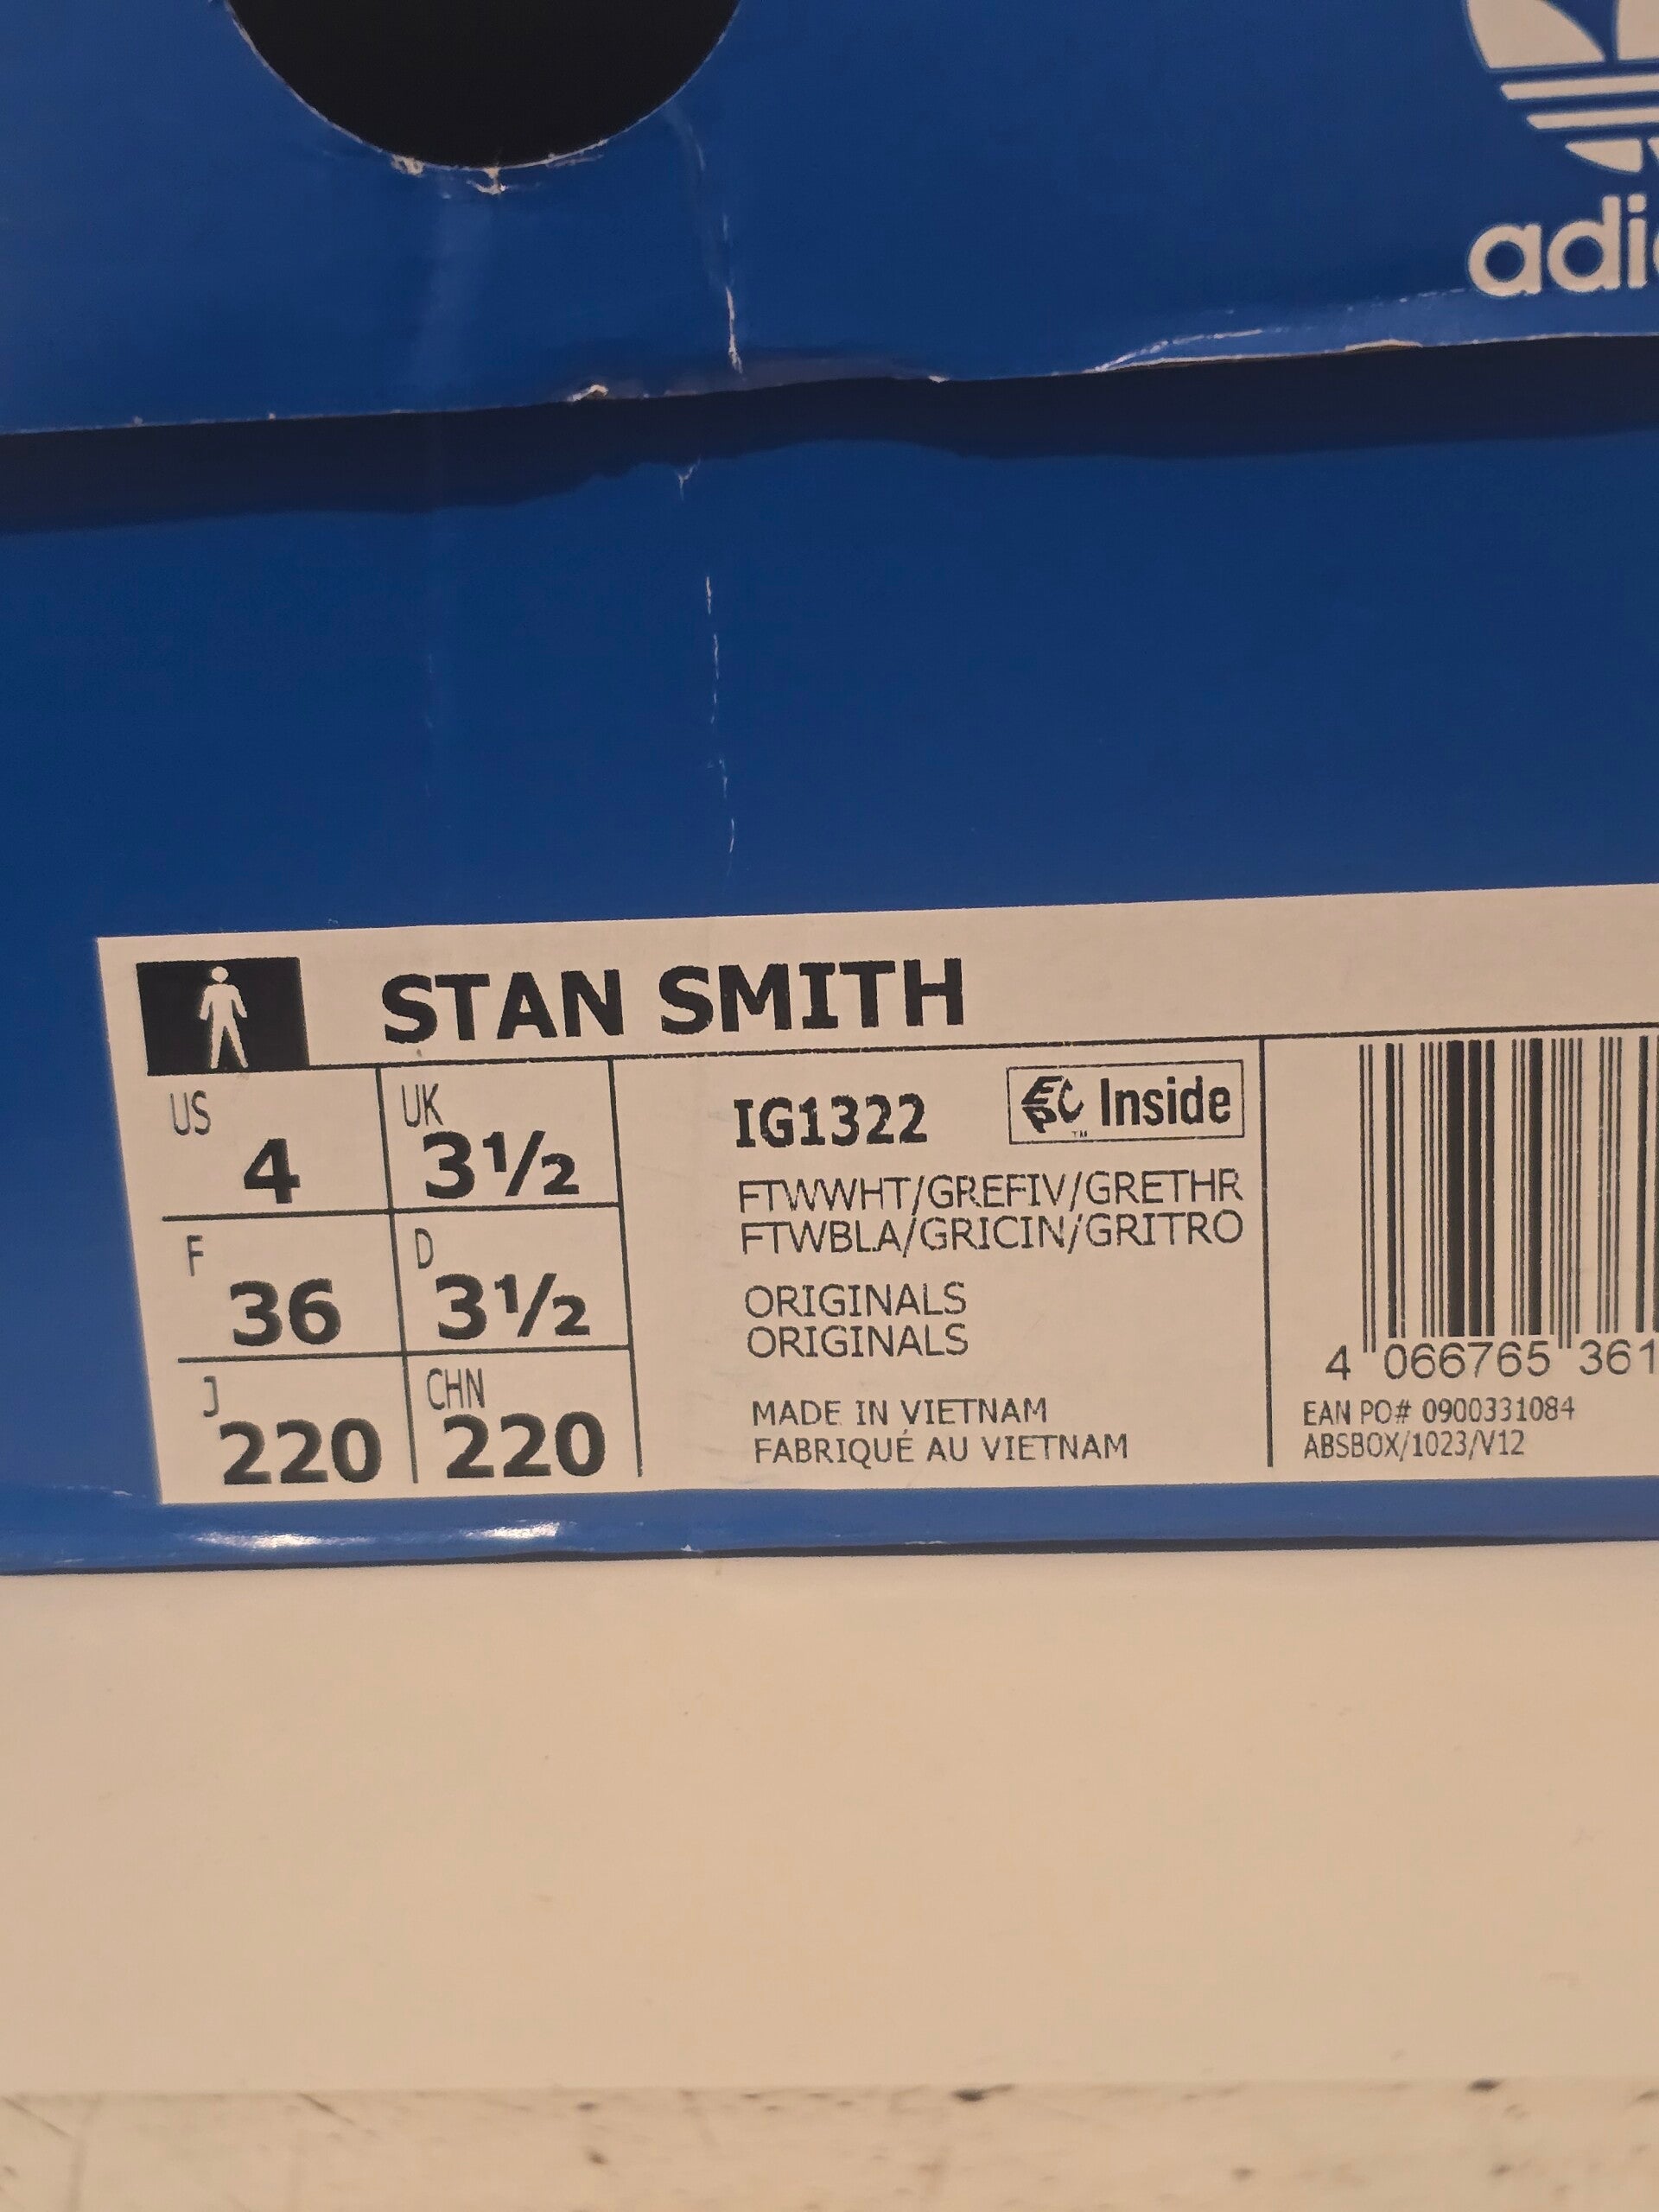 adi
STAN SMITH
US 4 UK 3½
F 36 D 3½
J 220 CHN 220
IG1322
Inside
FTWWHT/GREFIV/GRETHR
FTWBLA/GRICIN/GRITRO
ORIGINALS
ORIGINALS
MADE IN VIETNAM
FABRIQUÉ AU VIETNAM
4 066765 361
EAN PO# 0900331084
ABSBOX/1023/V12